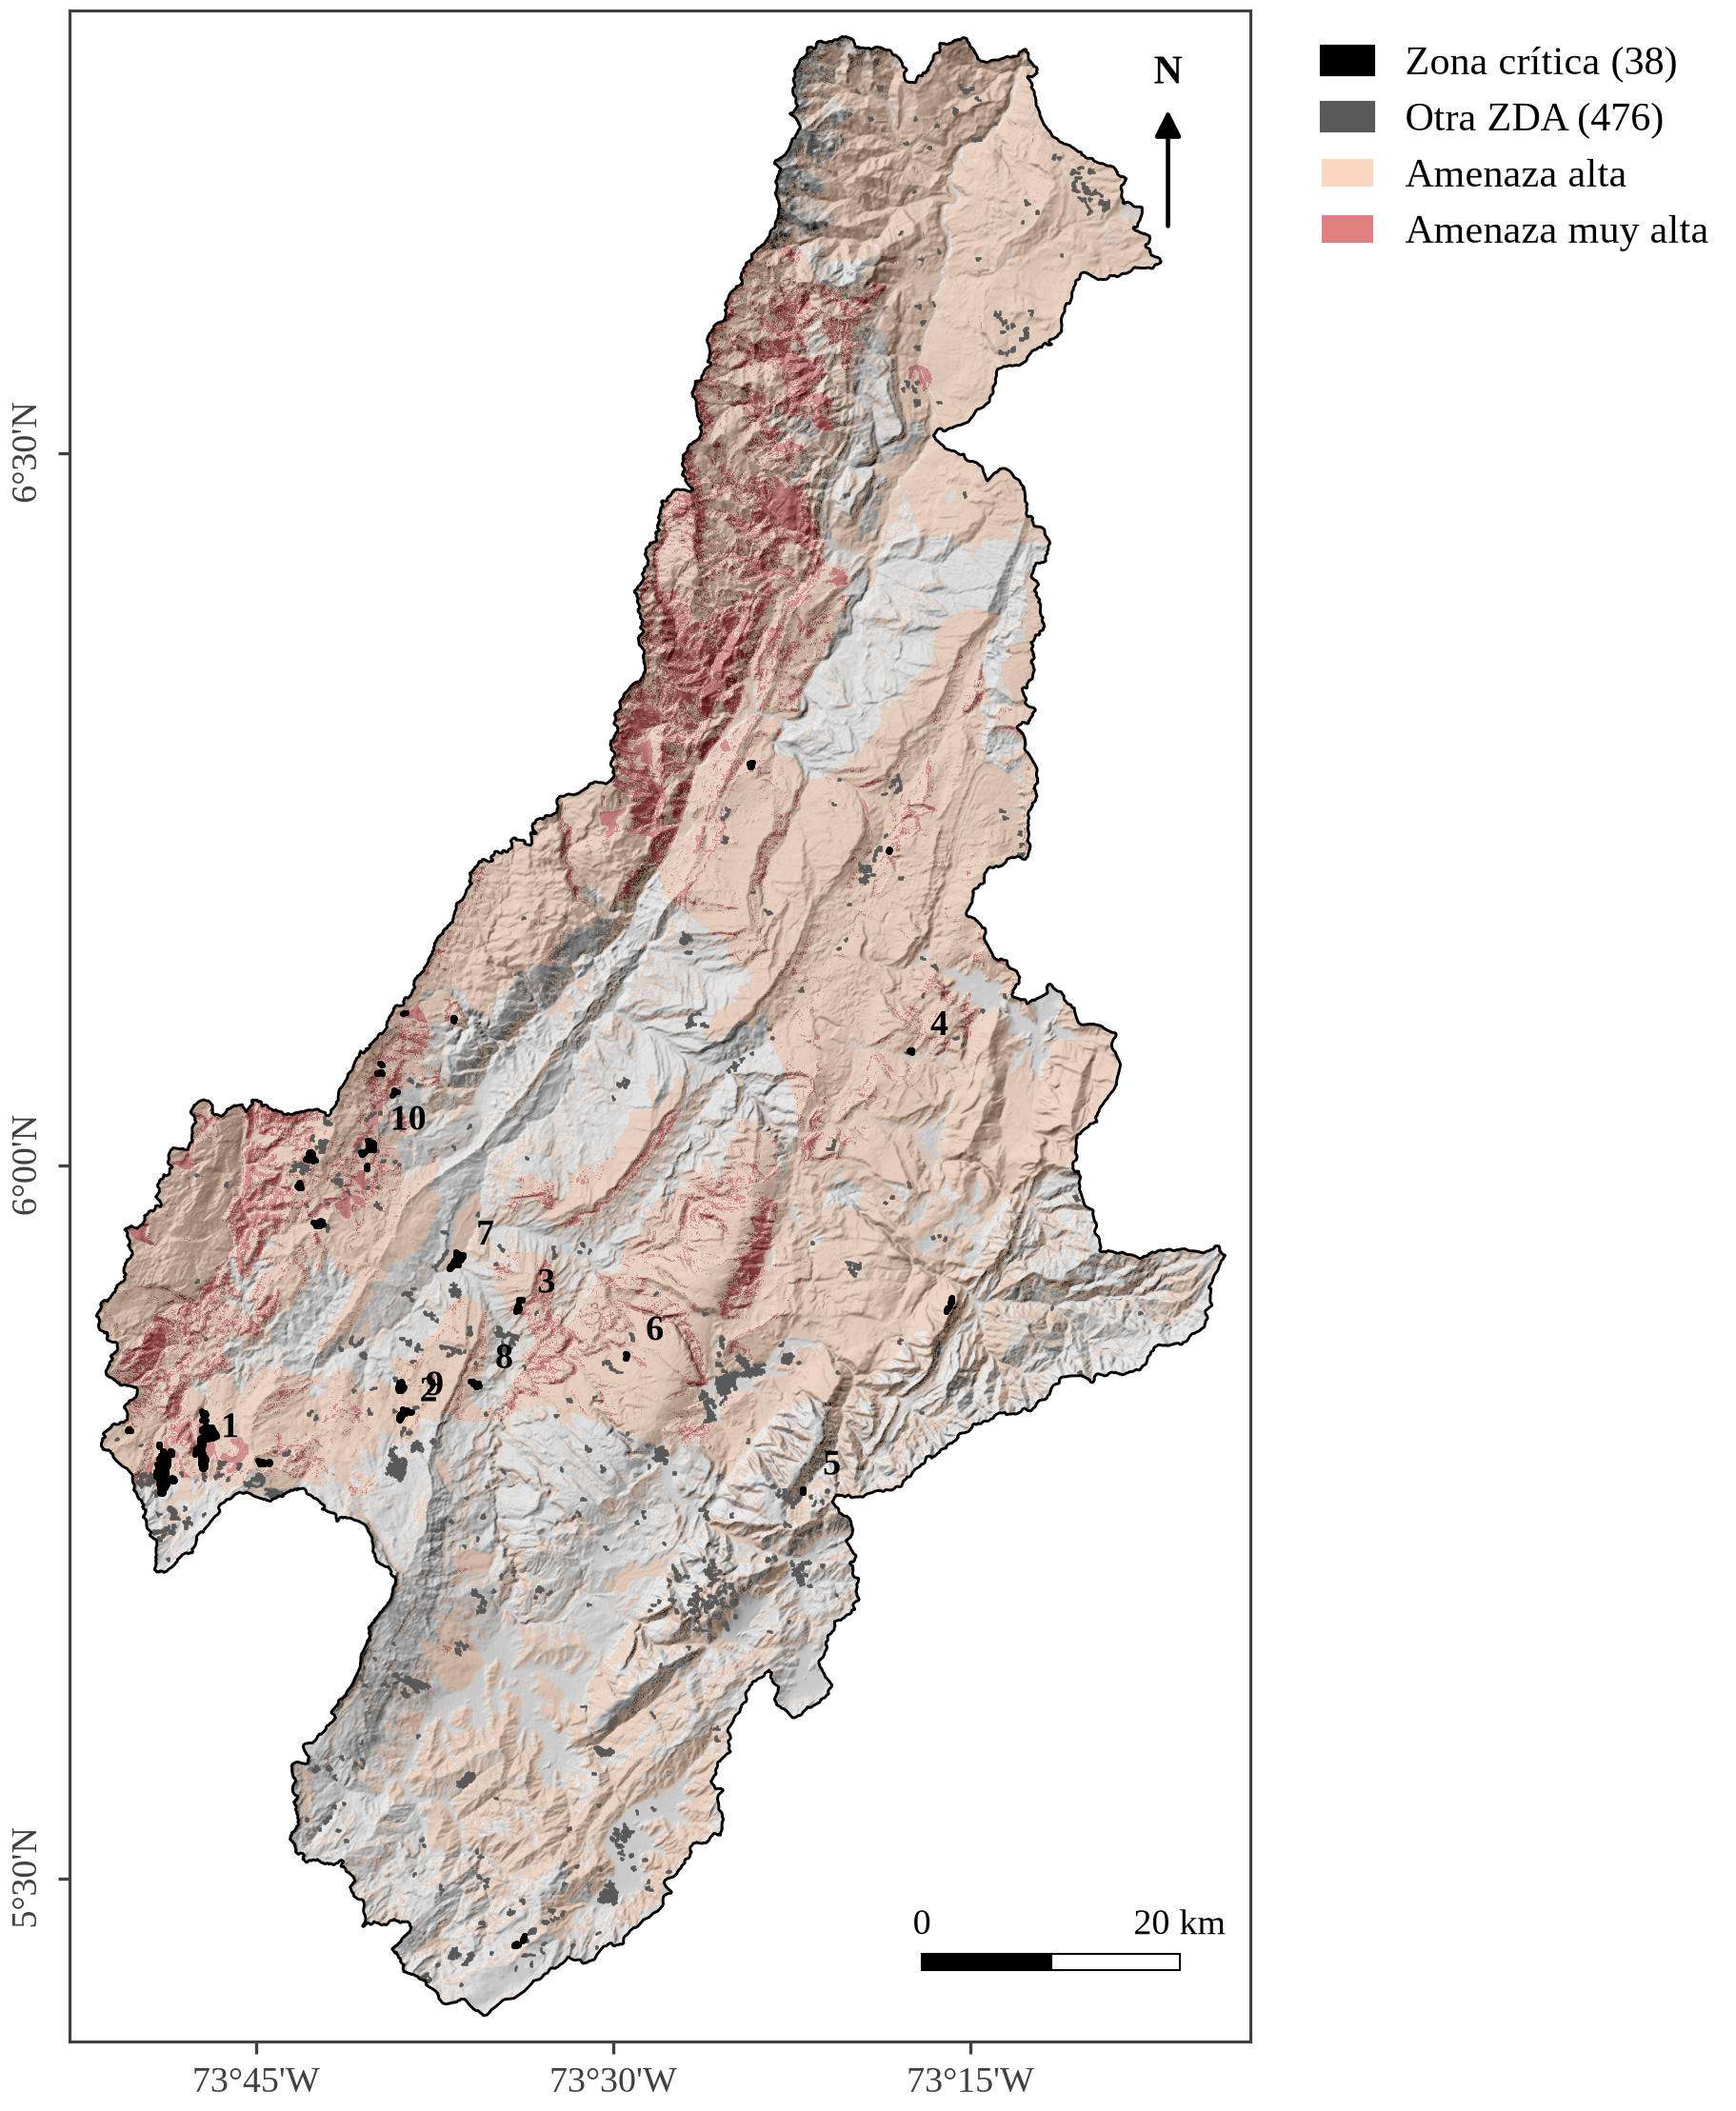 N
Zona crítica (38)
Otra ZDA (476)
Amenaza alta
Amenaza muy alta
6°30'N
6°00'N
5°30'N
4
10
7
3
6
8
2
9
1
5
0
20 km
73°45'W
73°30'W
73°15'W